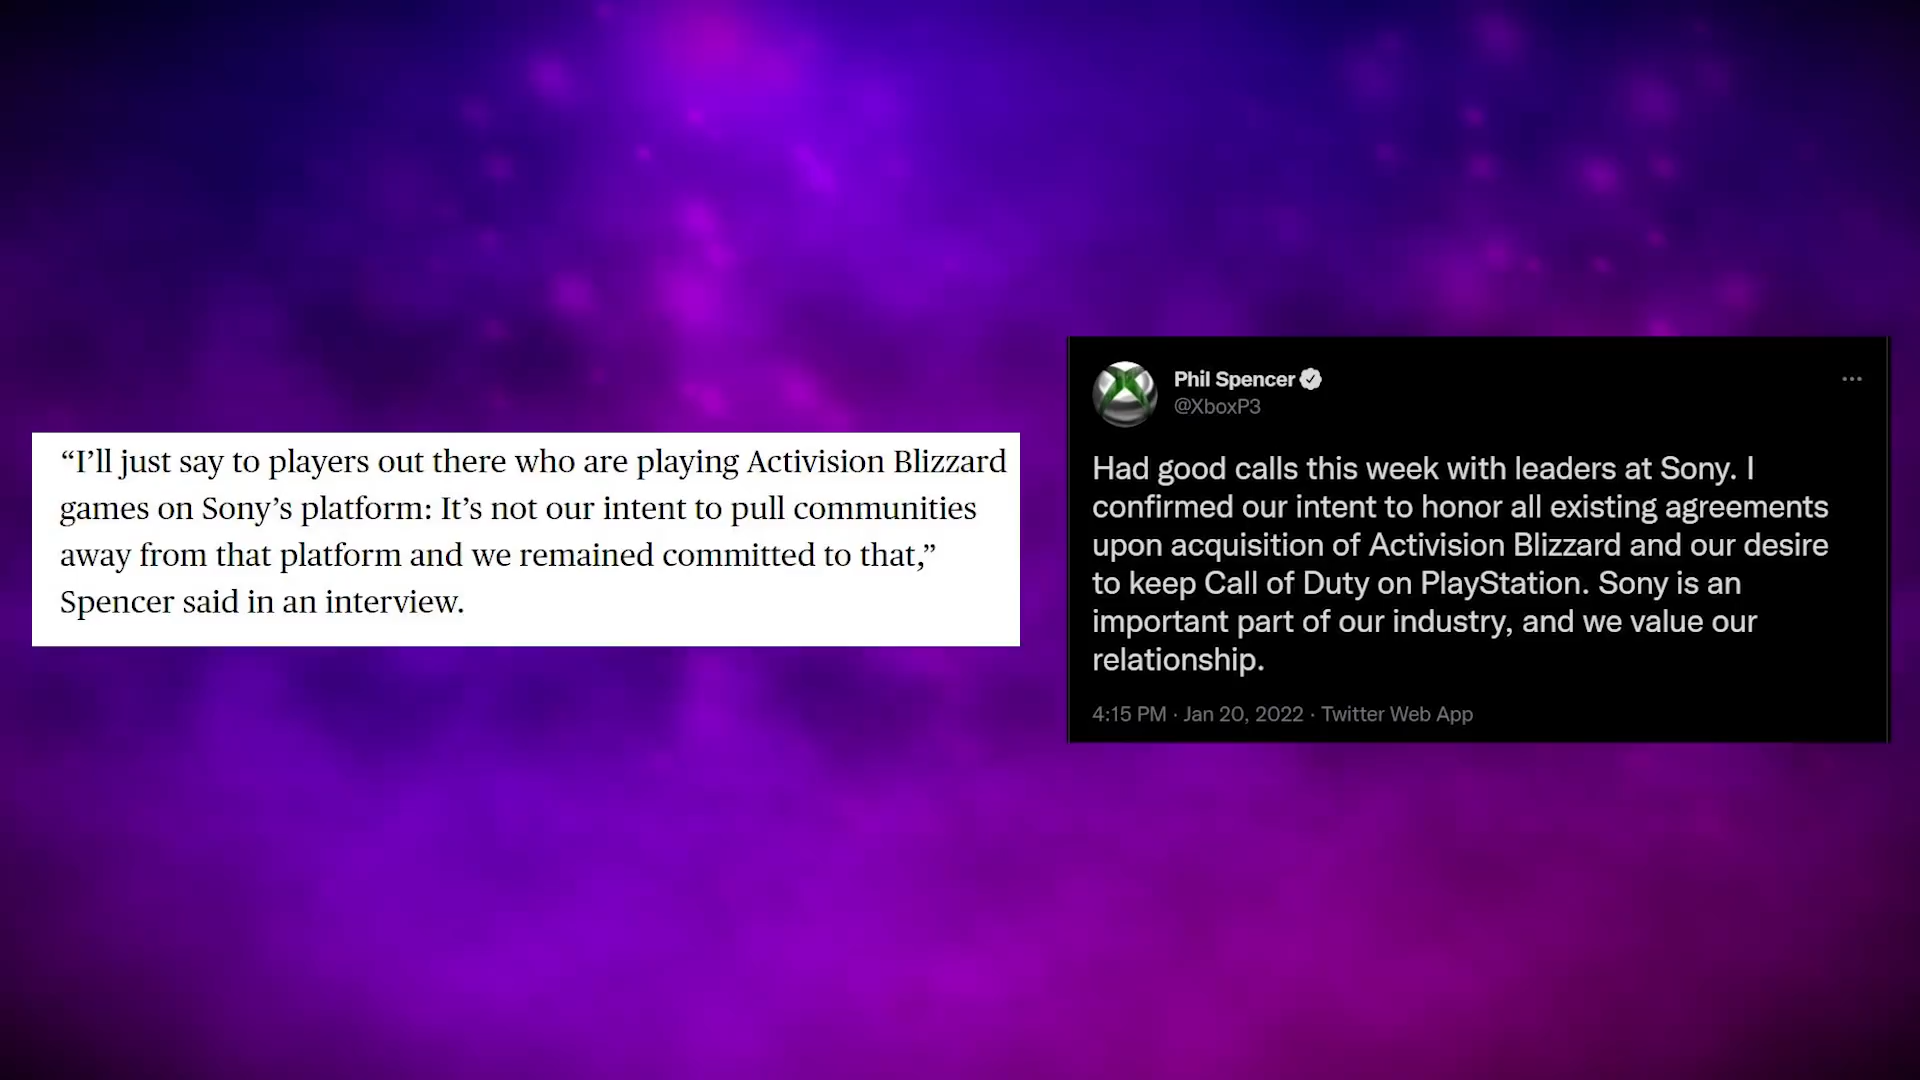 “I’ll just say to players out there who are playing Activision Blizzard
games on Sony’s platform: It’s not our intent to pull communities
away from that platform and we remained committed to that,”
Spencer said in an interview.
Phil Spencer
@XboxP3
Had good calls this week with leaders at Sony. I
confirmed our intent to honor all existing agreements
upon acquisition of Activision Blizzard and our desire
to keep Call of Duty on PlayStation. Sony is an
important part of our industry, and we value our
relationship.
4:15 PM · Jan 20, 2022 · Twitter Web App